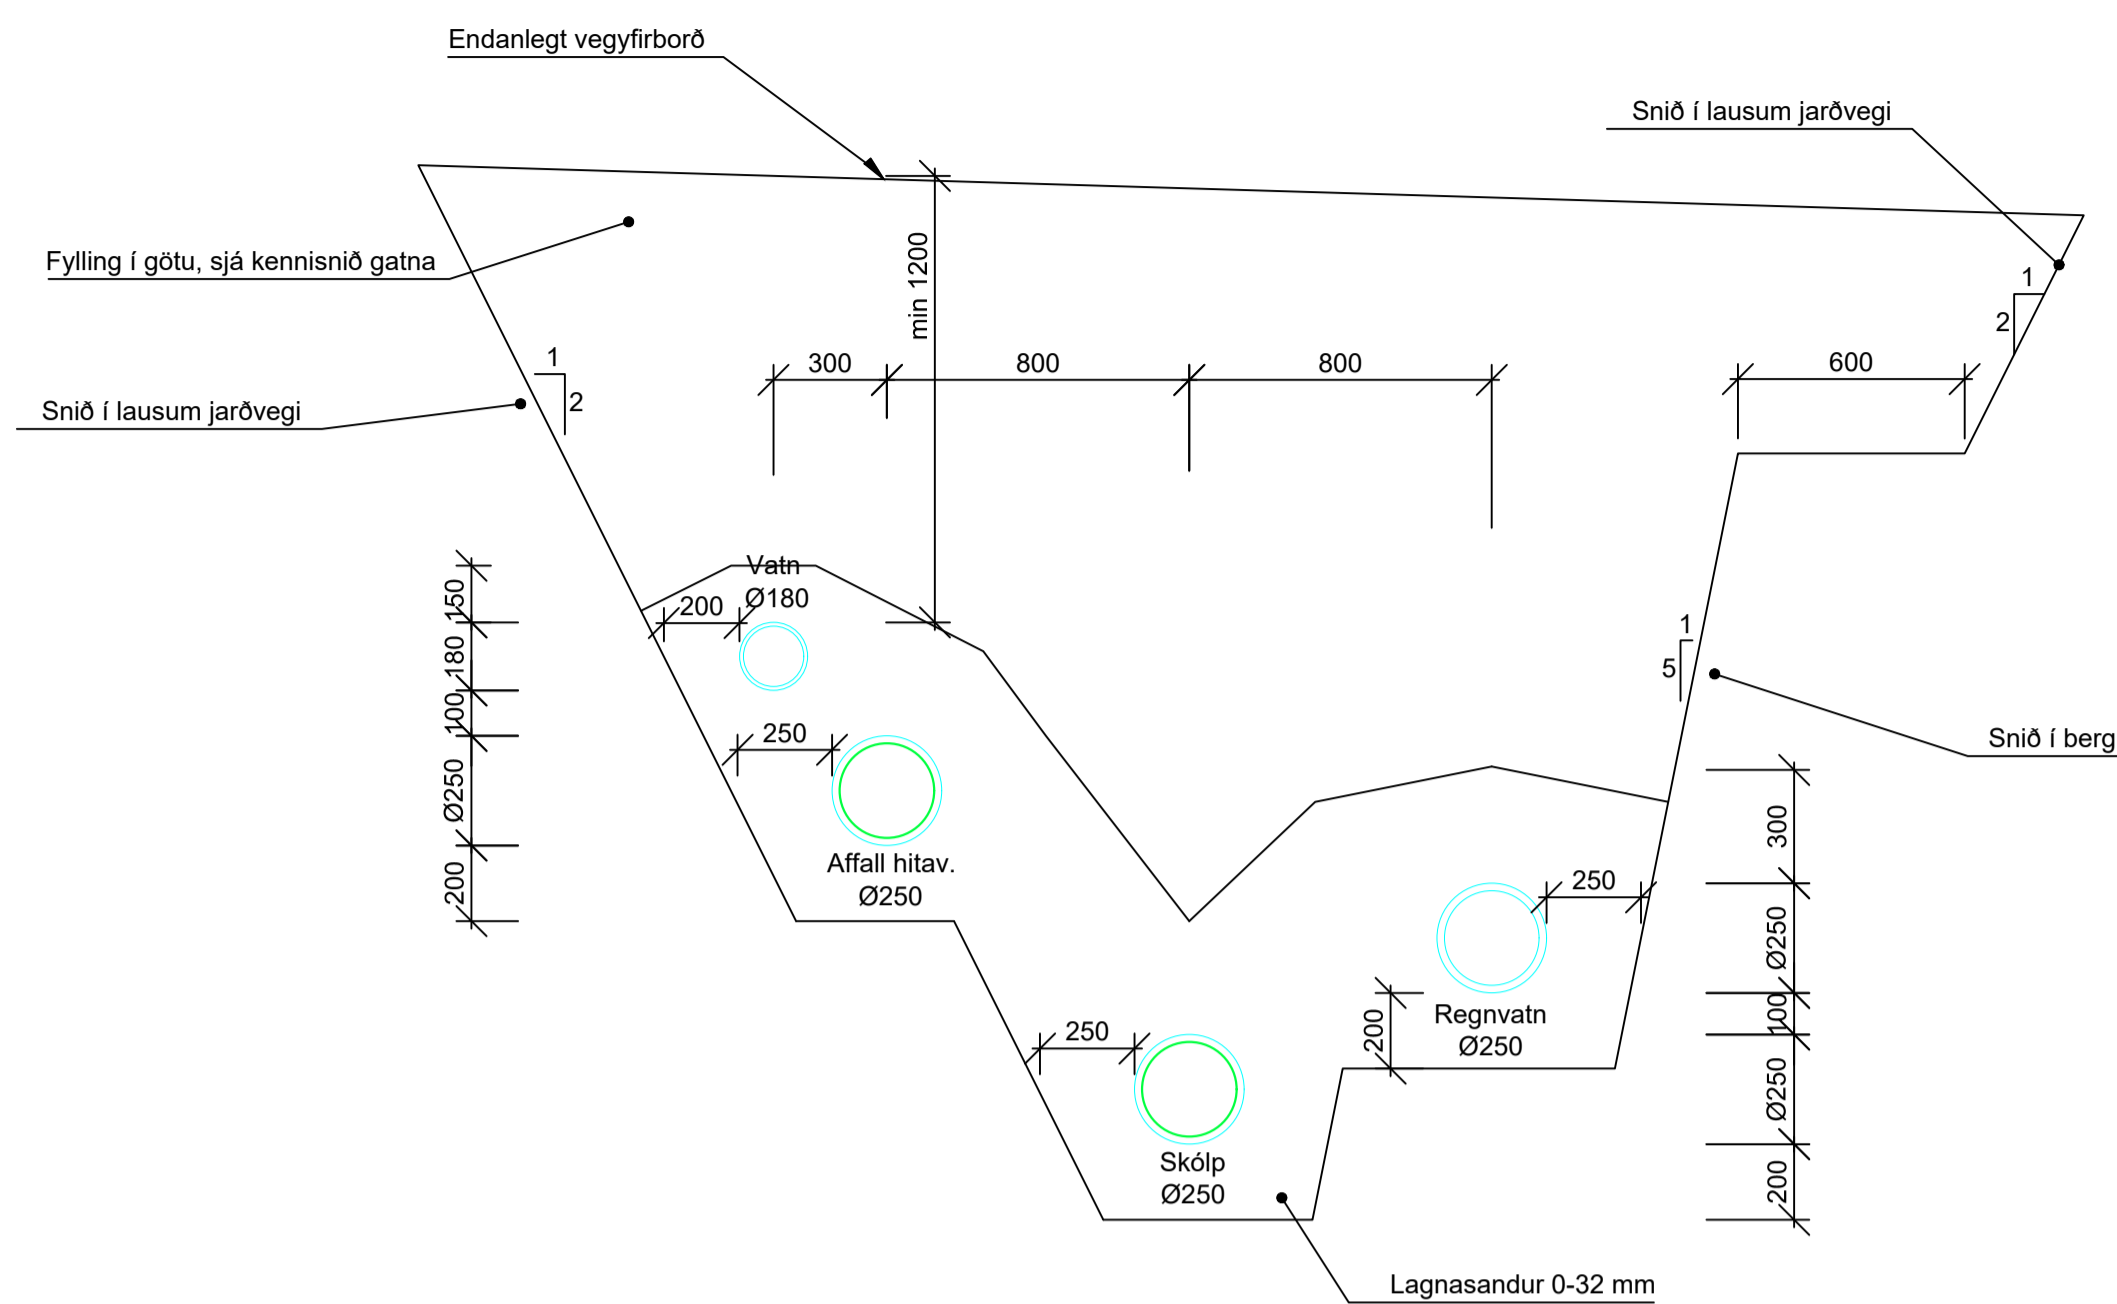 Endanlegt vegyfirborð
Snið í lausum jarðvegi
Fylling í götu, sjá kennisnið gatna
min 1200
1
2
300
800
800
600
1
2
Snið í lausum jarðvegi
Vatn
Ø180
200
150
180
100
Ø250
200
1
5
Snið í berg
250
Affall hitav.
Ø250
250
300
Ø250
100
Ø250
200
Regnvatn
Ø250
200
250
Skólp
Ø250
Lagnasandur 0-32 mm